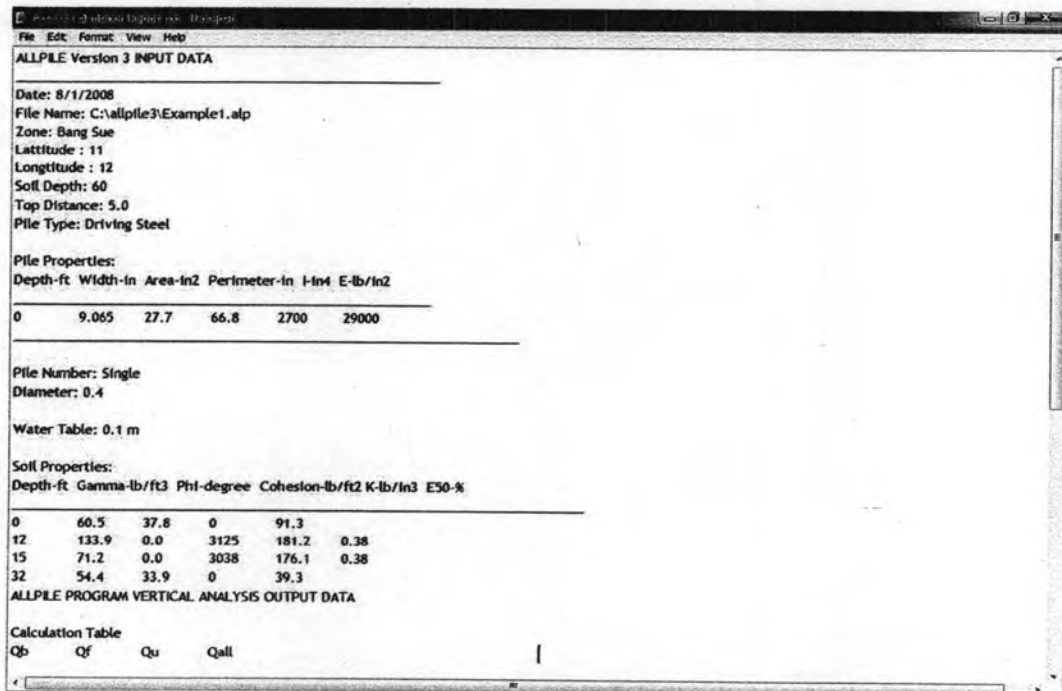 File Edit Format View Help
ALLPILE Version 3 INPUT DATA
Date: 8/1/2008
File Name: C:\allpile3\Example1.alp
Zone: Bang Sue
Lattitude : 11
Longtitude : 12
Soil Depth: 60
Top Distance: 5.0
Pile Type: Driving Steel
Pile Properties:
Depth-ft Width-in Area-in2 Perimeter-in I-in4 E-lb/in2
0 9.065 27.7 66.8 2700 29000
Pile Number: Single
Diameter: 0.4
Water Table: 0.1 m
Soil Properties:
Depth-ft Gamma-lb/ft3 Phi-degree Cohesion-lb/ft2 K-lb/in3 E50-%
0 60.5 37.8 0 91.3
12 133.9 0.0 3125 181.2 0.38
15 71.2 0.0 3038 176.1 0.38
32 54.4 33.9 0 39.3
ALLPILE PROGRAM VERTICAL ANALYSIS OUTPUT DATA
Calculation Table
Qb Qf Qu Qall